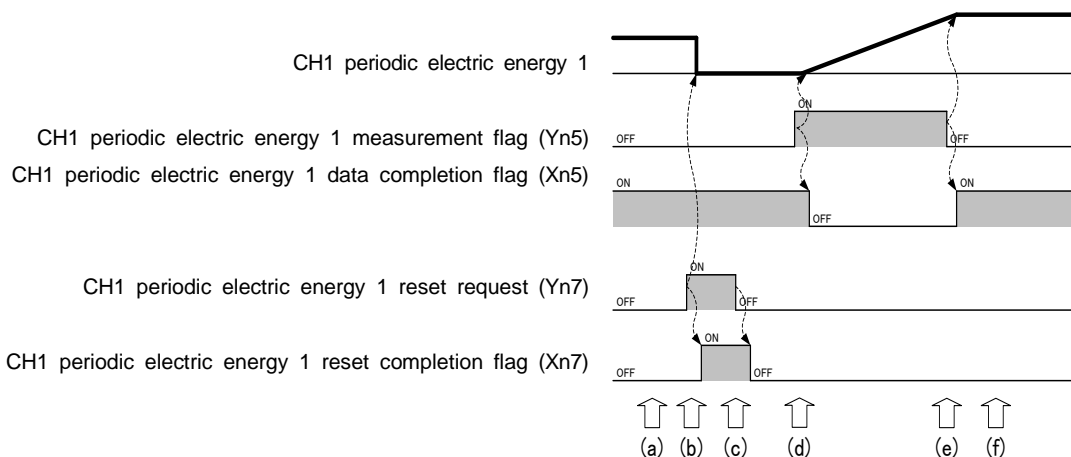 CH1 periodic electric energy 1
ON
CH1 periodic electric energy 1 measurement flag (Yn5)
OFF
OFF
CH1 periodic electric energy 1 data completion flag (Xn5)
ON
ON
OFF
ON
CH1 periodic electric energy 1 reset request (Yn7)
OFF
OFF
ON
CH1 periodic electric energy 1 reset completion flag (Xn7)
OFF
OFF
(a) (b) (c) (d) (e) (f)